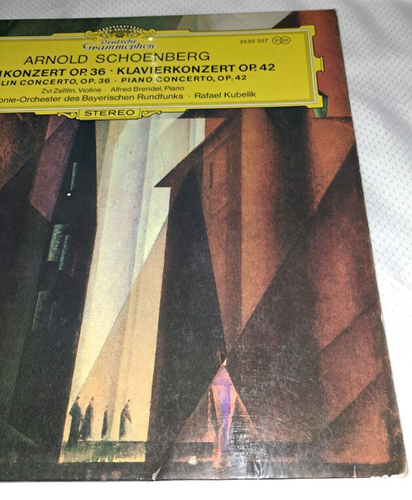 Deutsche
Grammophon
2530 257
ARNOLD SCHOENBERG
NKONZERT OP. 36 · KLAVIERKONZERT OP. 42
LIN CONCERTO, OP. 36 · PIANO CONCERTO, OP. 42
Zvi Zeitlin, Violine · Alfred Brendel, Piano
onie-Orchester des Bayerischen Rundfunks · Rafael Kubelik
STEREO